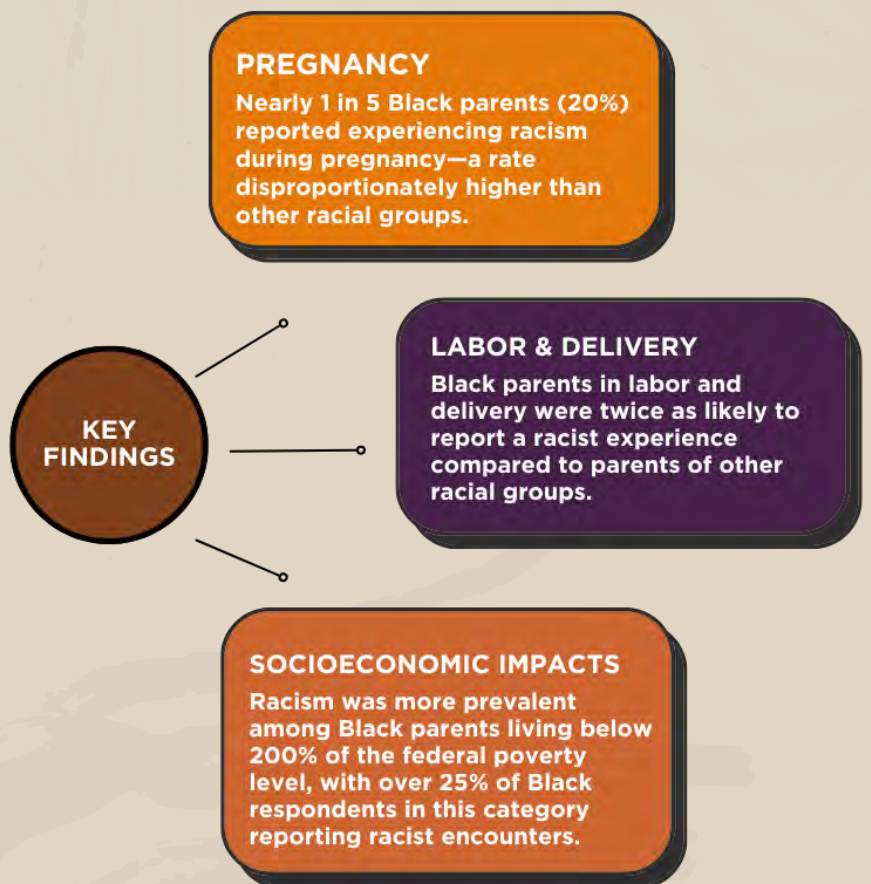 PREGNANCY
Nearly 1 in 5 Black parents (20%)
reported experiencing racism
during pregnancy—a rate
disproportionately higher than
other racial groups.
KEY
FINDINGS
LABOR & DELIVERY
Black parents in labor and
delivery were twice as likely to
report a racist experience
compared to parents of other
racial groups.
SOCIOECONOMIC IMPACTS
Racism was more prevalent
among Black parents living below
200% of the federal poverty
level, with over 25% of Black
respondents in this category
reporting racist encounters.